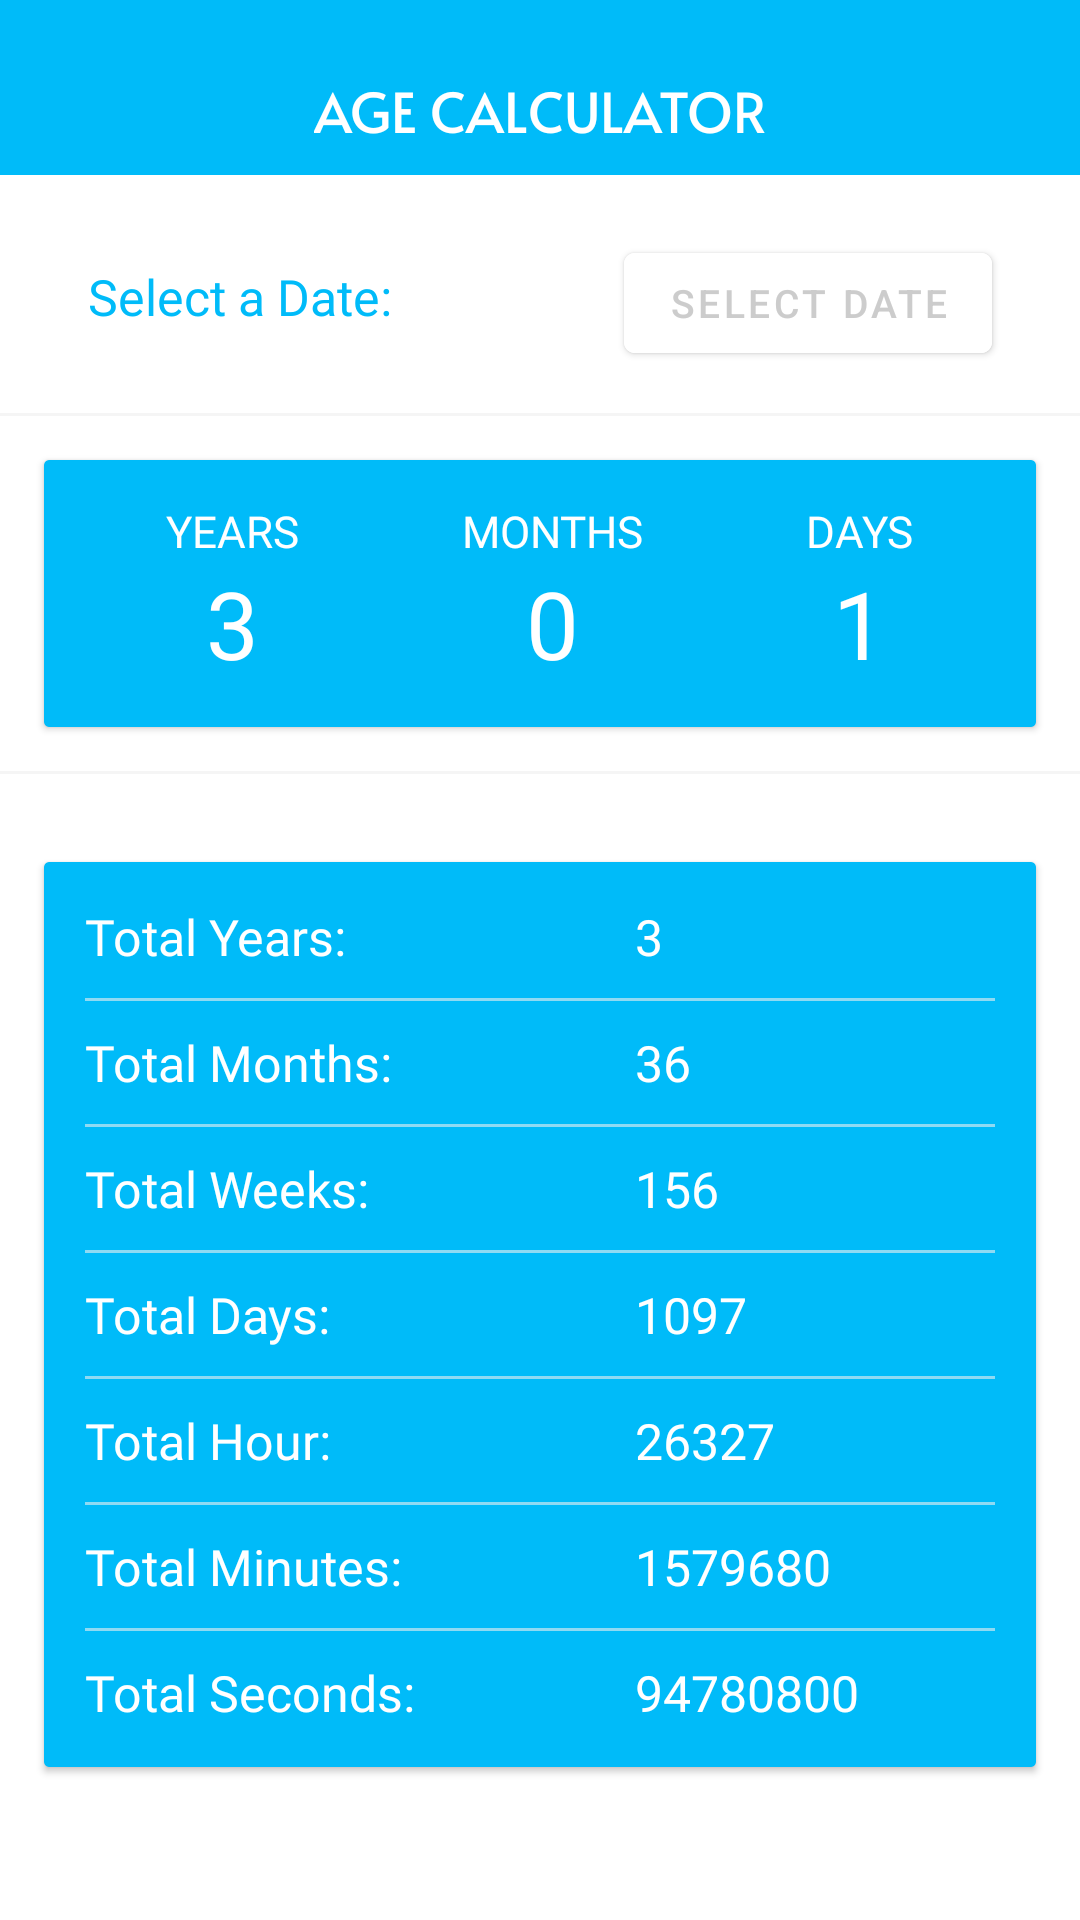 AGE CALCULATOR
Select a Date: SELECT DATE
YEARS MONTHS DAYS
3 0 1
Total Years: 3
Total Months: 36
Total Weeks: 156
Total Days: 1097
Total Hour: 26327
Total Minutes: 1579680
Total Seconds: 94780800